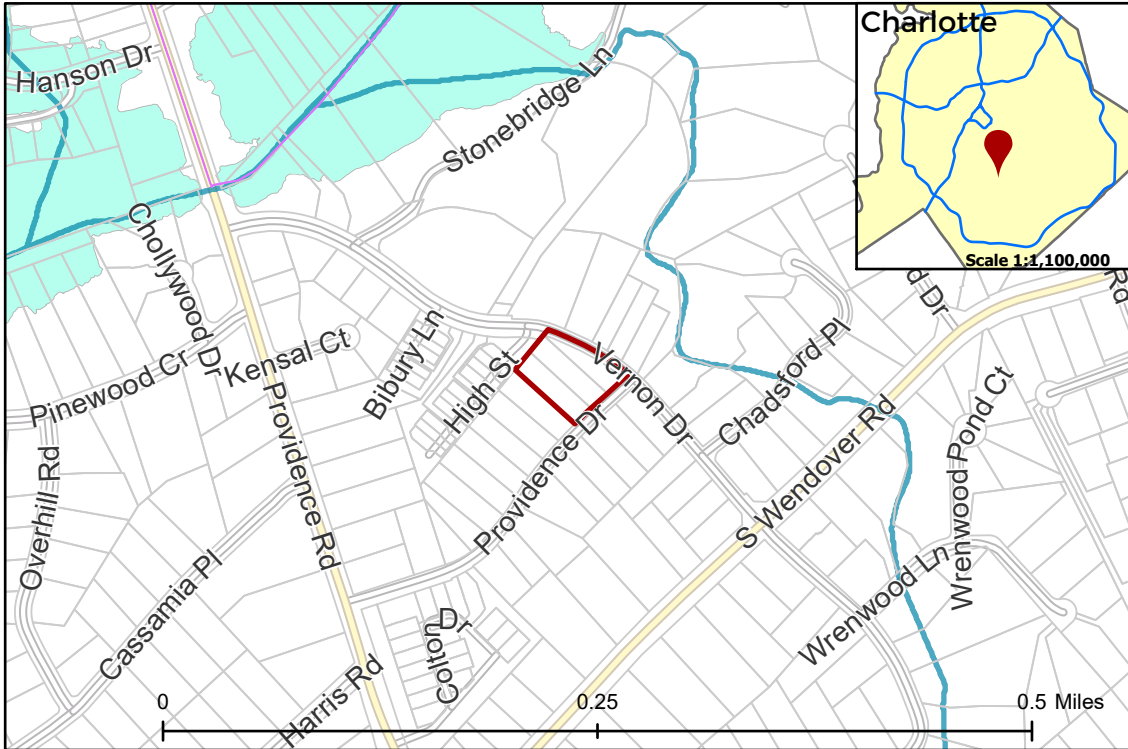 Charlotte
Scale 1:1,100,000
Hanson Dr
Stonebridge Ln
Chollywood Dr
Kensal Ct
Pinewood Cr
Bibury Ln
High St
Vernon Dr
Chadsford Pl
d Dr
Rd
Providence Rd
Providence Dr
Overhill Rd
Cassamia Pl
S Wendover Rd
Wrenwood Pond Ct
Wrenwood Ln
Colton
Dr
Harris Rd
0
0.25
0.5 Miles